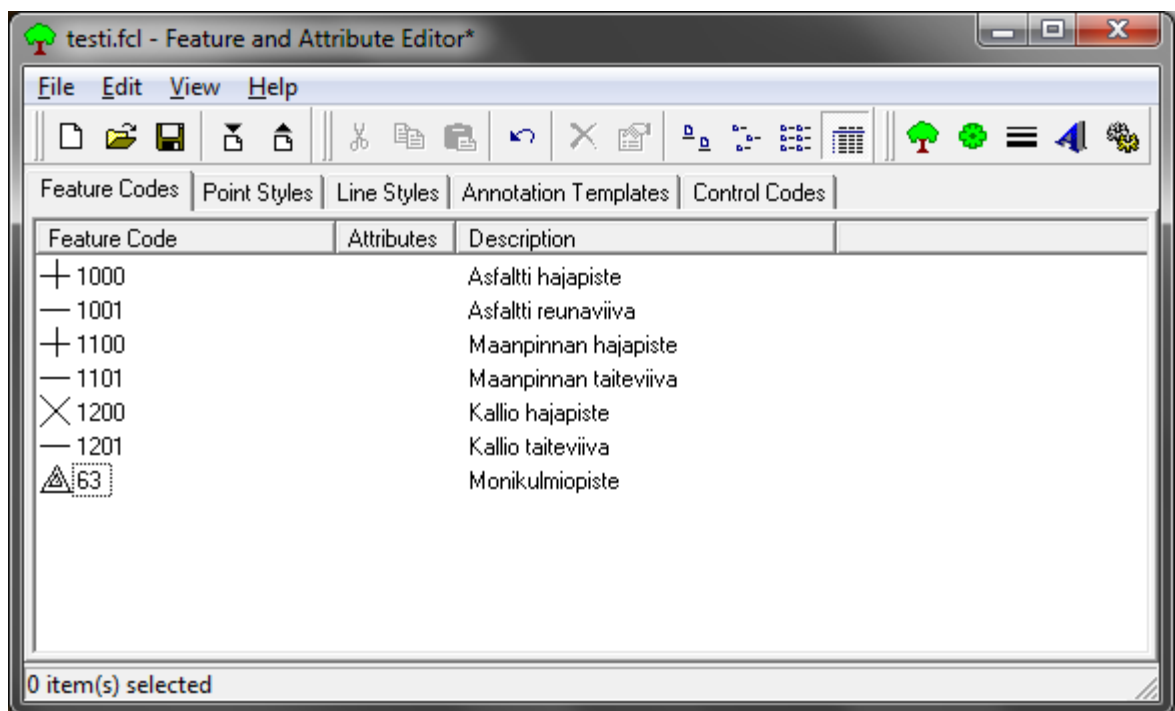 testi.fcl - Feature and Attribute Editor*
File Edit View Help
Feature Codes Point Styles Line Styles Annotation Templates Control Codes
Feature Code Attributes Description
1000 Asfaltti hajapiste
1001 Asfaltti reunaviiva
1100 Maanpinnan hajapiste
1101 Maanpinnan taiteviiva
1200 Kallio hajapiste
1201 Kallio taiteviiva
63 Monikulmiopiste
0 item(s) selected